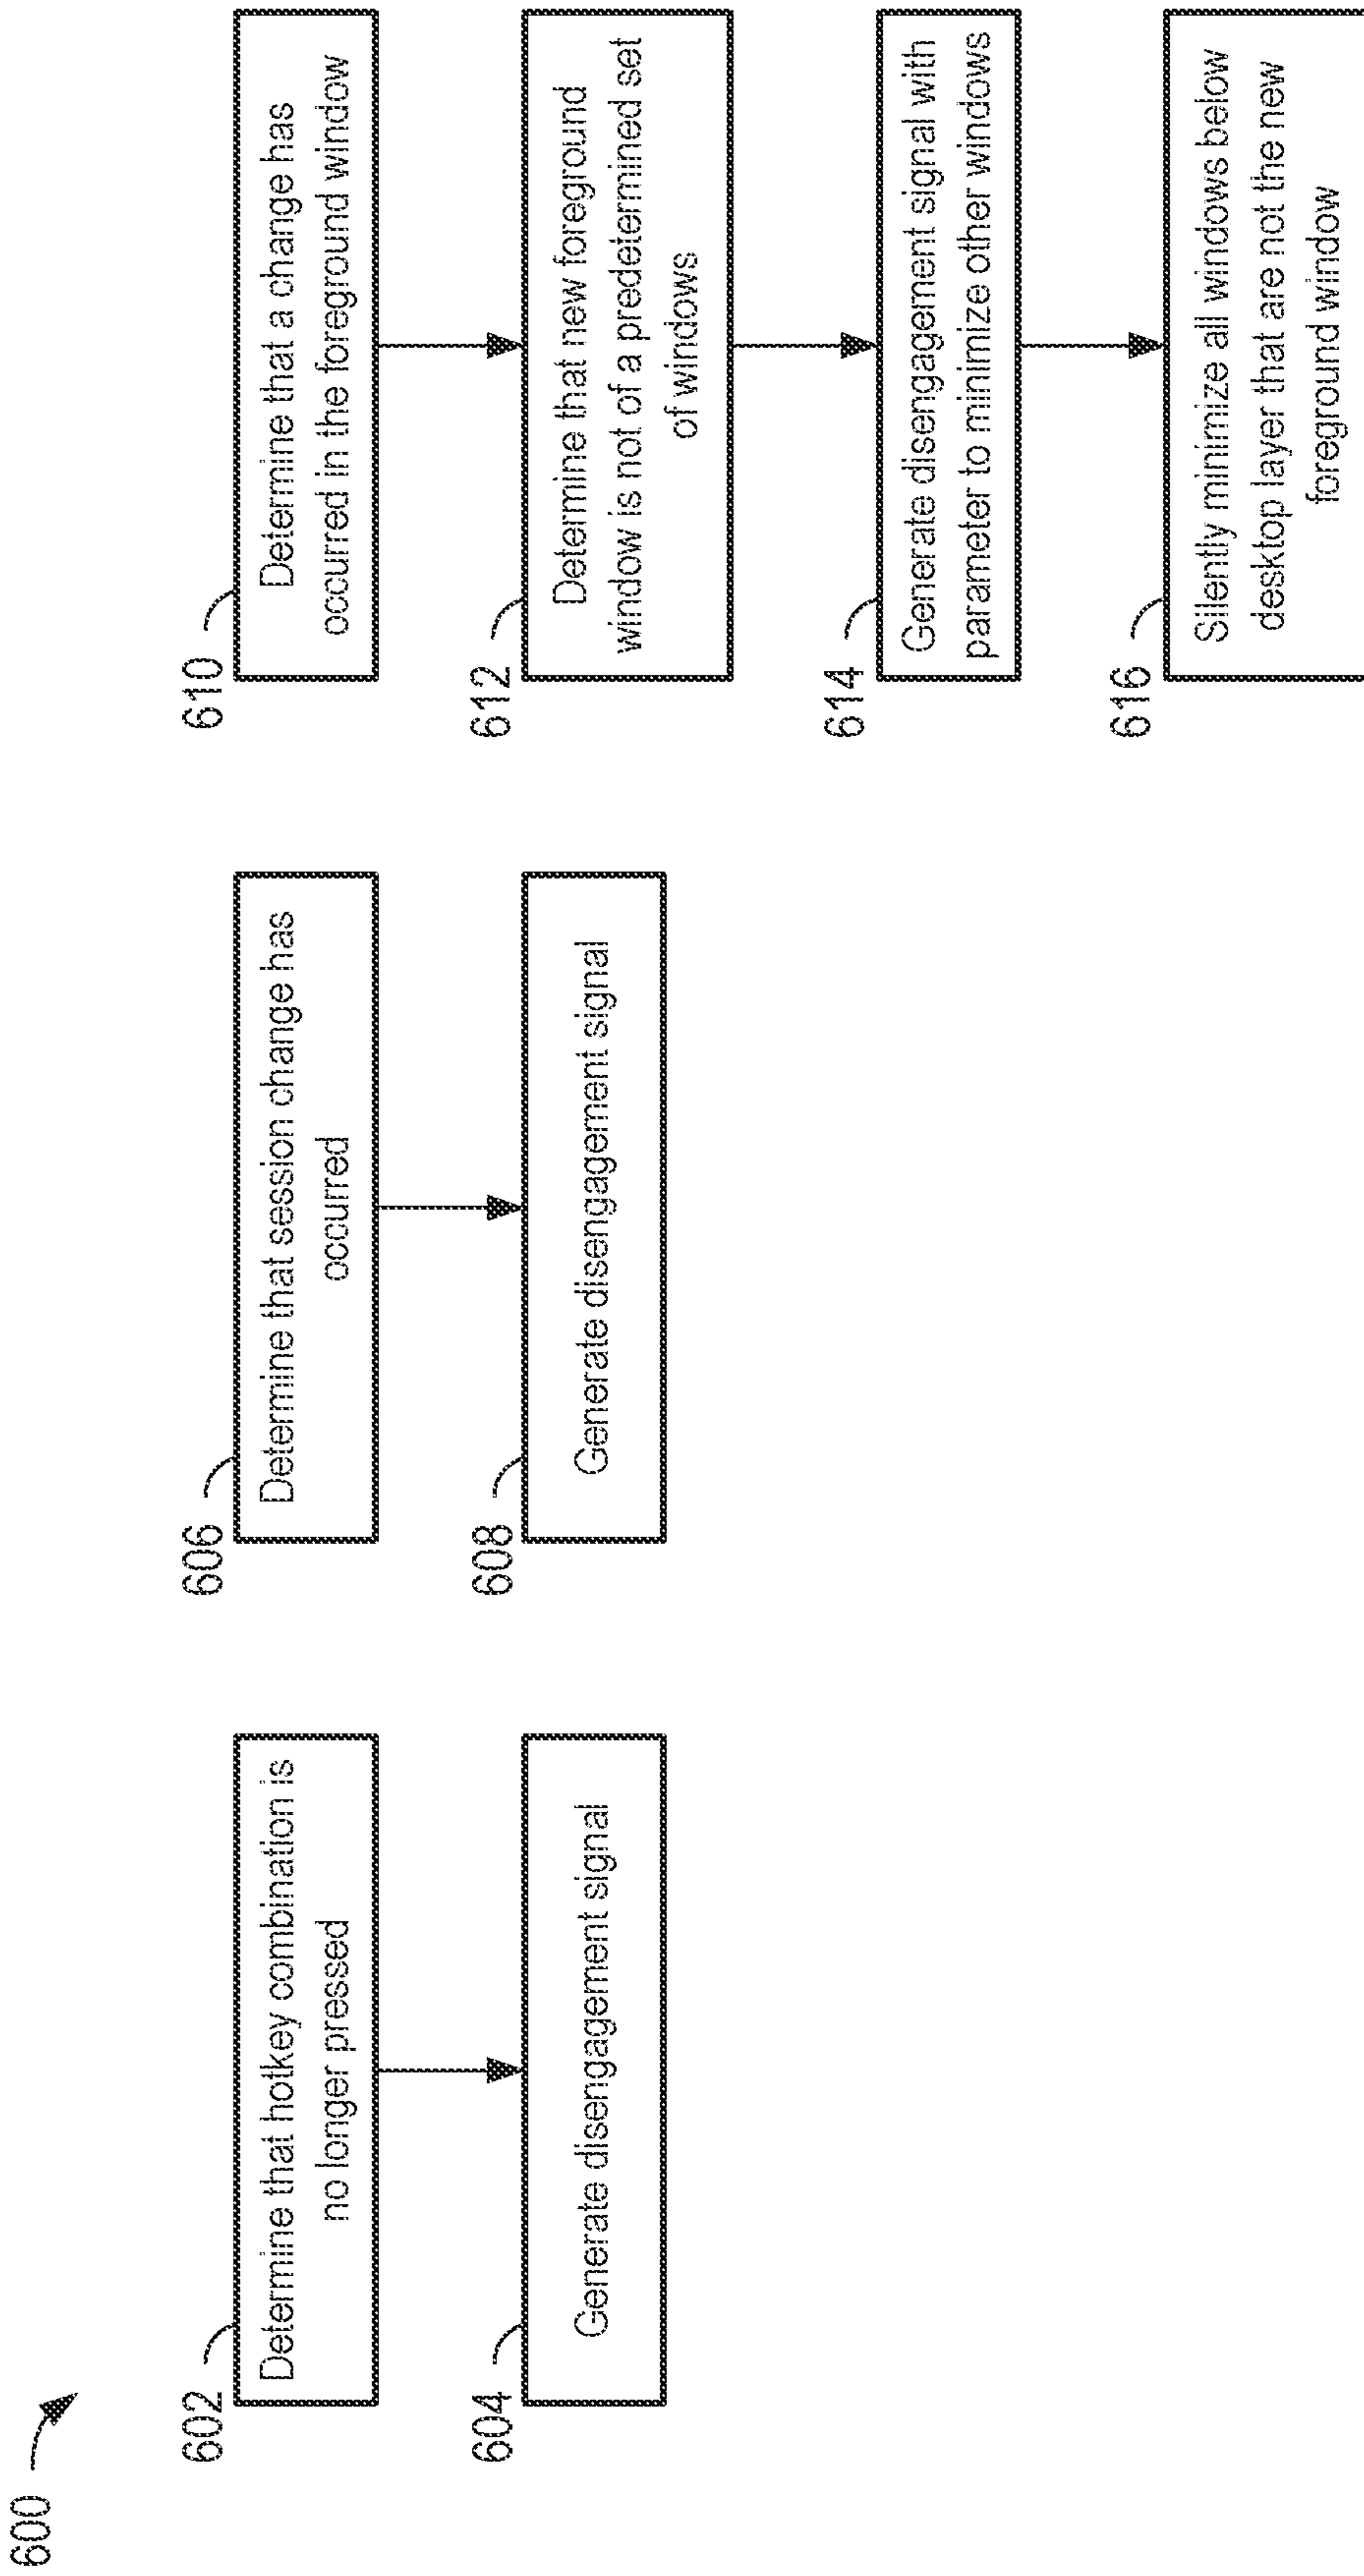 600
602
Determine that hotkey combination is
no longer pressed
604
Generate disengagement signal
606
Determine that session change has
occurred
608
Generate disengagement signal
610
Determine that a change has
occurred in the foreground window
612
Determine that new foreground
window is not of a predetermined set
of windows
614
Generate disengagement signal with
parameter to minimize other windows
616
Silently minimize all windows below
desktop layer that are not the new
foreground window